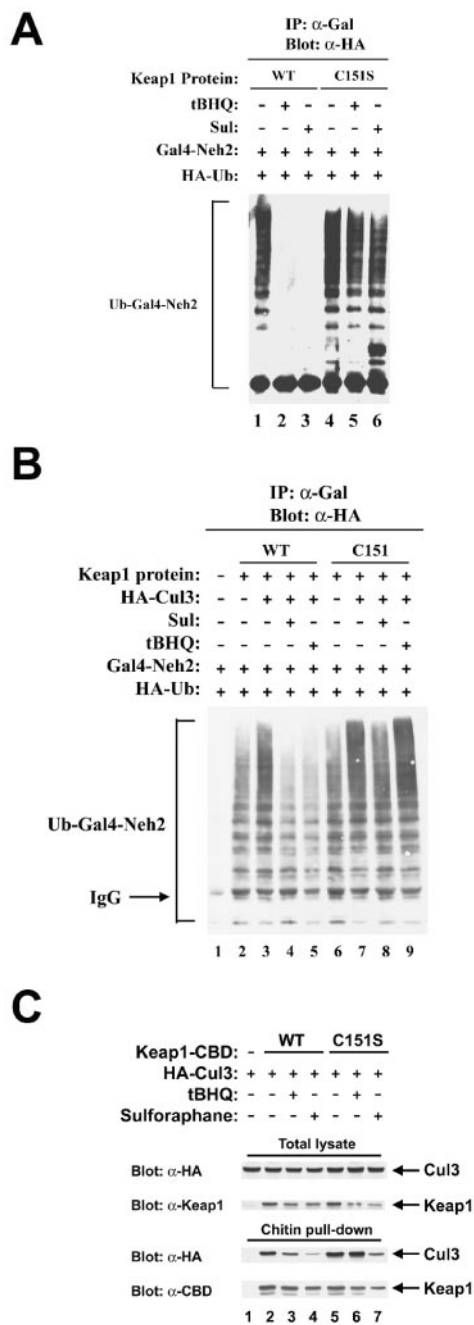 A
IP: α-Gal
Blot: α-HA
Keap1 Protein: WT C151S
tBHQ: - + - - + -
Sul: - - + - - +
Gal4-Neh2: + + + + + +
HA-Ub: + + + + + +
Ub-Gal4-Neh2
1 2 3 4 5 6
B
IP: α-Gal
Blot: α-HA
WT C151
Keap1 protein: - + + + + + + + +
HA-Cul3: - - + + + - + + +
Sul: - - - + - - - + -
tBHQ: - - - - + - - - +
Gal4-Neh2: + + + + + + + + +
HA-Ub: + + + + + + + + +
Ub-Gal4-Neh2
IgG
1 2 3 4 5 6 7 8 9
C
Keap1-CBD: - WT C151S
HA-Cul3: + + + + + + +
tBHQ: - - + - - + -
Sulforaphane: - - - + - - +
Total lysate
Blot: α-HA Cul3
Blot: α-Keap1 Keap1
Chitin pull-down
Blot: α-HA Cul3
Blot: α-CBD Keap1
1 2 3 4 5 6 7